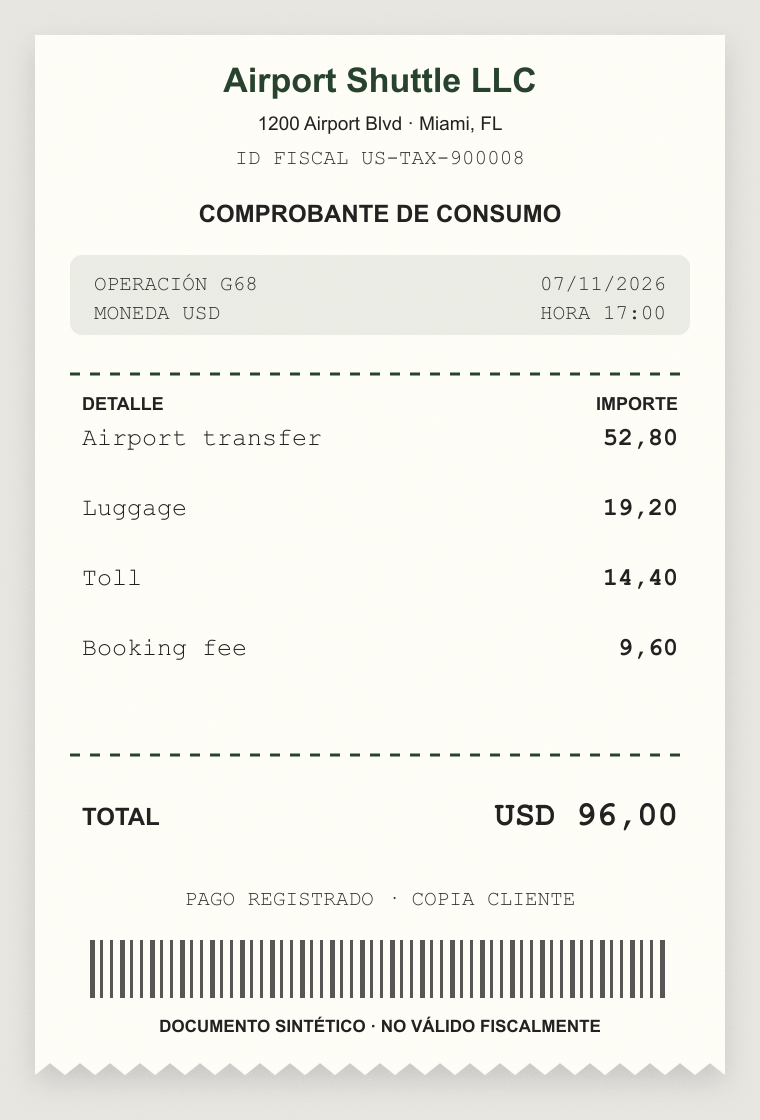 Airport Shuttle LLC
1200 Airport Blvd · Miami, FL
ID FISCAL US-TAX-900008
COMPROBANTE DE CONSUMO
OPERACIÓN G68 07/11/2026
MONEDA USD HORA 17:00
DETALLE IMPORTE
Airport transfer 52,80
Luggage 19,20
Toll 14,40
Booking fee 9,60
TOTAL USD 96,00
PAGO REGISTRADO · COPIA CLIENTE
DOCUMENTO SINTÉTICO · NO VÁLIDO FISCALMENTE